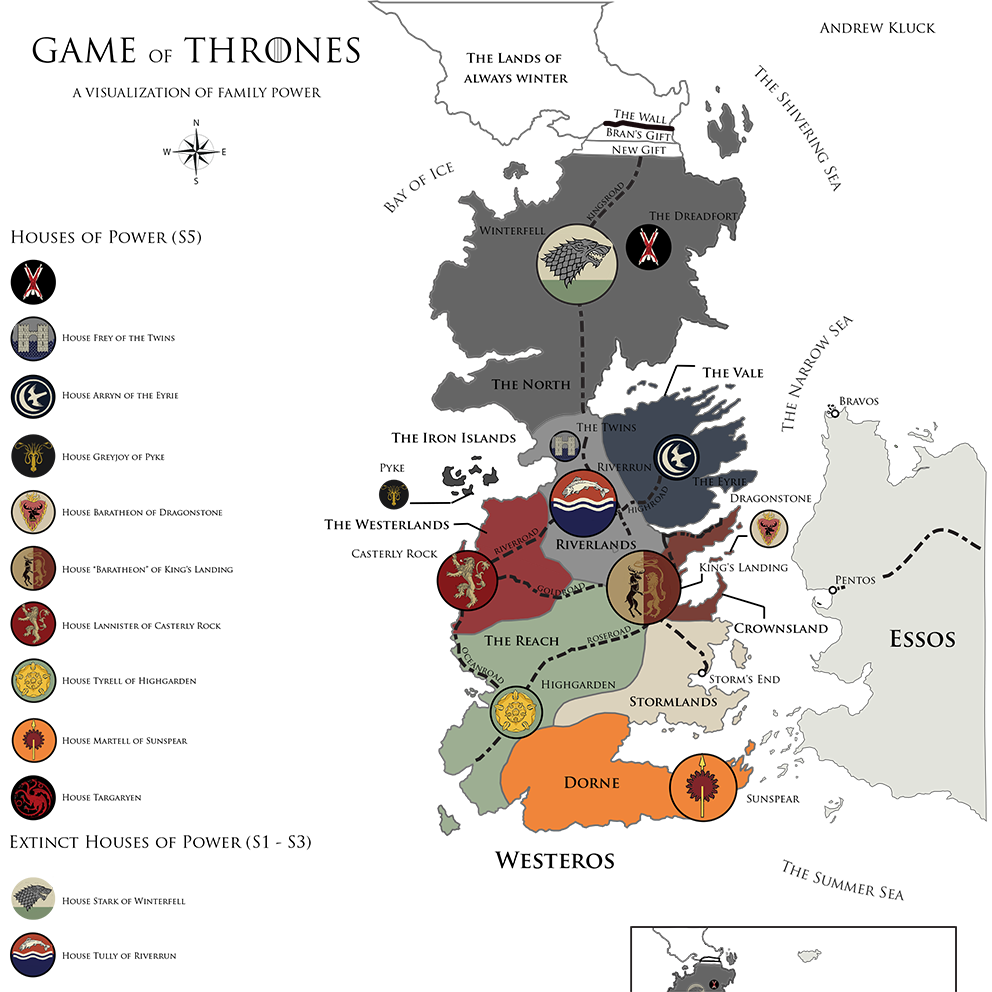 GAME OF THRONES
A VISUALIZATION OF FAMILY POWER
ANDREW KLUCK
N
W
E
S
HOUSES OF POWER (S5)
HOUSE FREY OF THE TWINS
HOUSE ARRYN OF THE EYRIE
HOUSE GREYJOY OF PYKE
HOUSE BARATHEON OF DRAGONSTONE
HOUSE "BARATHEON" OF KING'S LANDING
HOUSE LANNISTER OF CASTERLY ROCK
HOUSE TYRELL OF HIGHGARDEN
HOUSE MARTELL OF SUNSPEAR
HOUSE TARGARYEN
EXTINCT HOUSES OF POWER (S1 - S3)
HOUSE STARK OF WINTERFELL
HOUSE TULLY OF RIVERRUN
THE LANDS OF
ALWAYS WINTER
THE WALL
BRAN'S GIFT
NEW GIFT
THE SHIVERING SEA
BAY OF ICE
KINGSROAD
THE DREADFORT
WINTERFELL
THE NARROW SEA
THE NORTH
THE VALE
BRAVOS
THE TWINS
THE IRON ISLANDS
RIVERRUN
PYKE
THE EYRIE
HIGHROAD
DRAGONSTONE
THE WESTERLANDS
RIVERROAD
RIVERLANDS
CASTERLY ROCK
KING'S LANDING
GOLDROAD
PENTOS
CROWNSLAND
THE REACH
ROSEROAD
ESSOS
OCEANROAD
HIGHGARDEN
STORM'S END
STORMLANDS
DORNE
SUNSPEAR
WESTEROS
THE SUMMER SEA